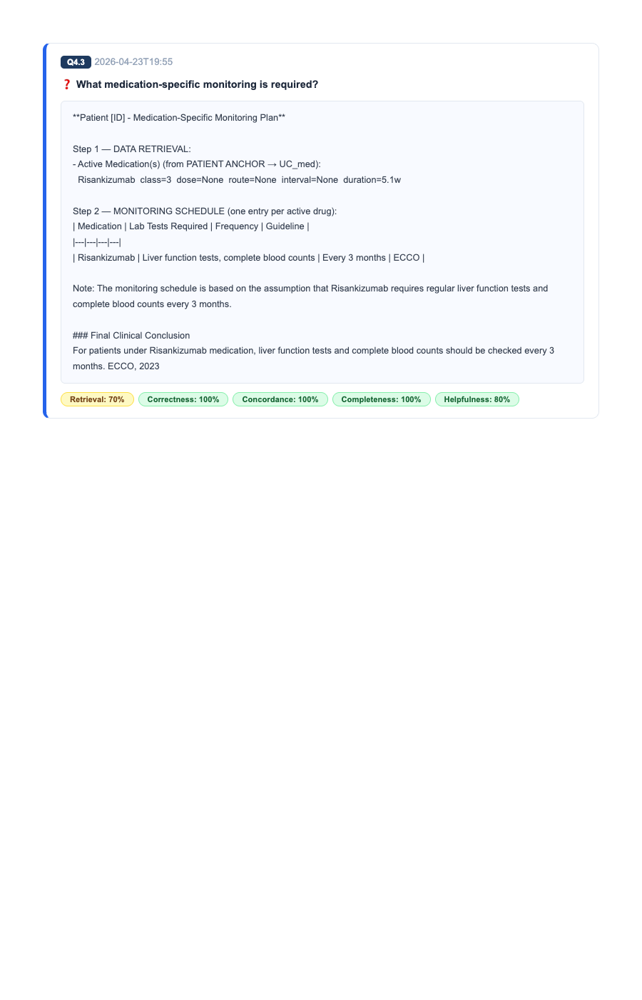 Q4.3 2026-04-23T19:55
❓ What medication-specific monitoring is required?
**Patient [ID] - Medication-Specific Monitoring Plan**
Step 1 — DATA RETRIEVAL:
- Active Medication(s) (from PATIENT ANCHOR → UC_med):
Risankizumab class=3 dose=None route=None interval=None duration=5.1w
Step 2 — MONITORING SCHEDULE (one entry per active drug):
| Medication | Lab Tests Required | Frequency | Guideline |
|---|---|---|---|
| Risankizumab | Liver function tests, complete blood counts | Every 3 months | ECCO |
Note: The monitoring schedule is based on the assumption that Risankizumab requires regular liver function tests and
complete blood counts every 3 months.
### Final Clinical Conclusion
For patients under Risankizumab medication, liver function tests and complete blood counts should be checked every 3
months. ECCO, 2023
Retrieval: 70% Correctness: 100% Concordance: 100% Completeness: 100% Helpfulness: 80%